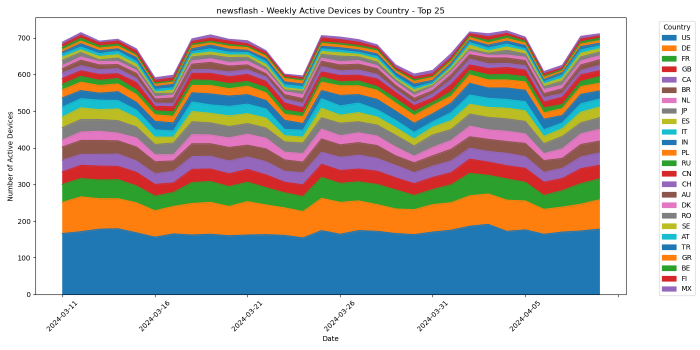 newsflash - Weekly Active Devices by Country - Top 25
Number of Active Devices
700
600
500
400
300
200
100
0
2024-03-11
2024-03-16
2024-03-21
2024-03-26
2024-03-31
2024-04-05
Date
Country
US
DE
FR
GB
CA
BR
NL
JP
ES
IT
IN
PL
RU
CN
CH
AU
DK
RO
SE
AT
TR
GR
BE
FI
MX